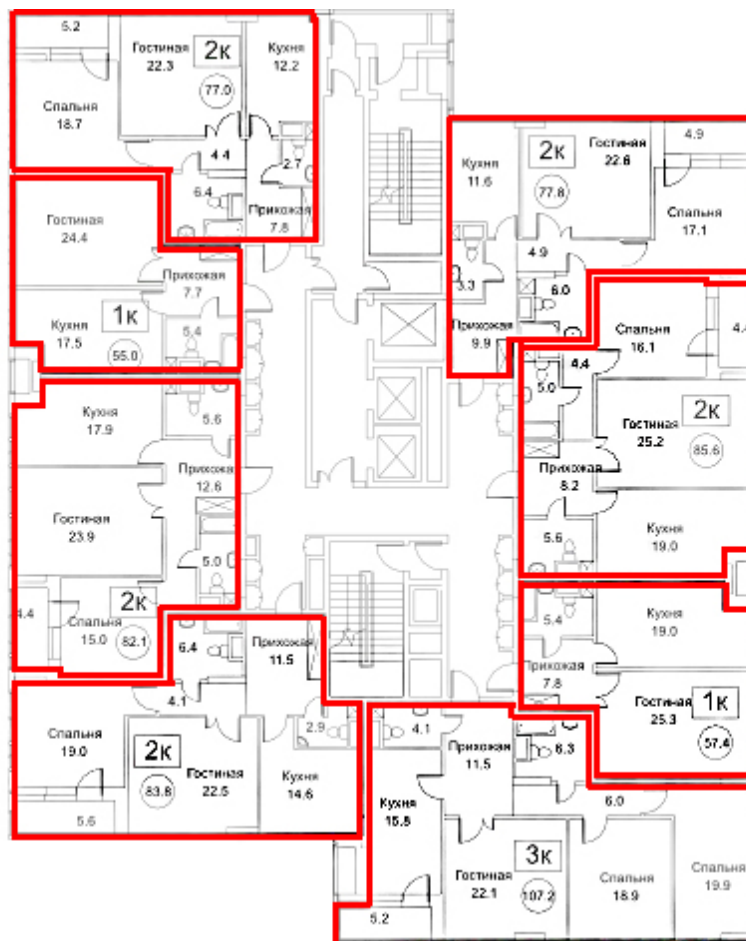 5.2
Гостиная
22.3
2к
77.0
Кухня
12.2
Спальня
18.7
4.4
2.7
6.4
Прихожая
7.8
Гостиная
24.4
Прихожая
7.7
Кухня
17.5
1к
55.0
5.4
Кухня
17.9
5.6
Прихожая
12.6
Гостиная
23.9
5.0
4.4
Спальня
15.0
2к
82.1
6.4
Прихожая
11.5
4.1
Спальня
19.0
2к
83.8
Гостиная
22.5
2.9
Кухня
14.6
5.6
Кухня
11.6
2к
77.8
Гостиная
22.6
4.9
Спальня
17.1
4.9
3.3
6.0
Прихожая
9.9
Спальня
16.1
4.4
5.0
Гостиная
25.2
2к
85.6
Прихожая
8.2
5.6
Кухня
19.0
5.4
Кухня
19.0
Прихожая
7.8
Гостиная
25.3
1к
57.4
4.1
Прихожая
11.5
6.3
Кухня
15.8
6.0
Гостиная
22.1
3к
107.2
Спальня
18.9
Спальня
19.9
5.2